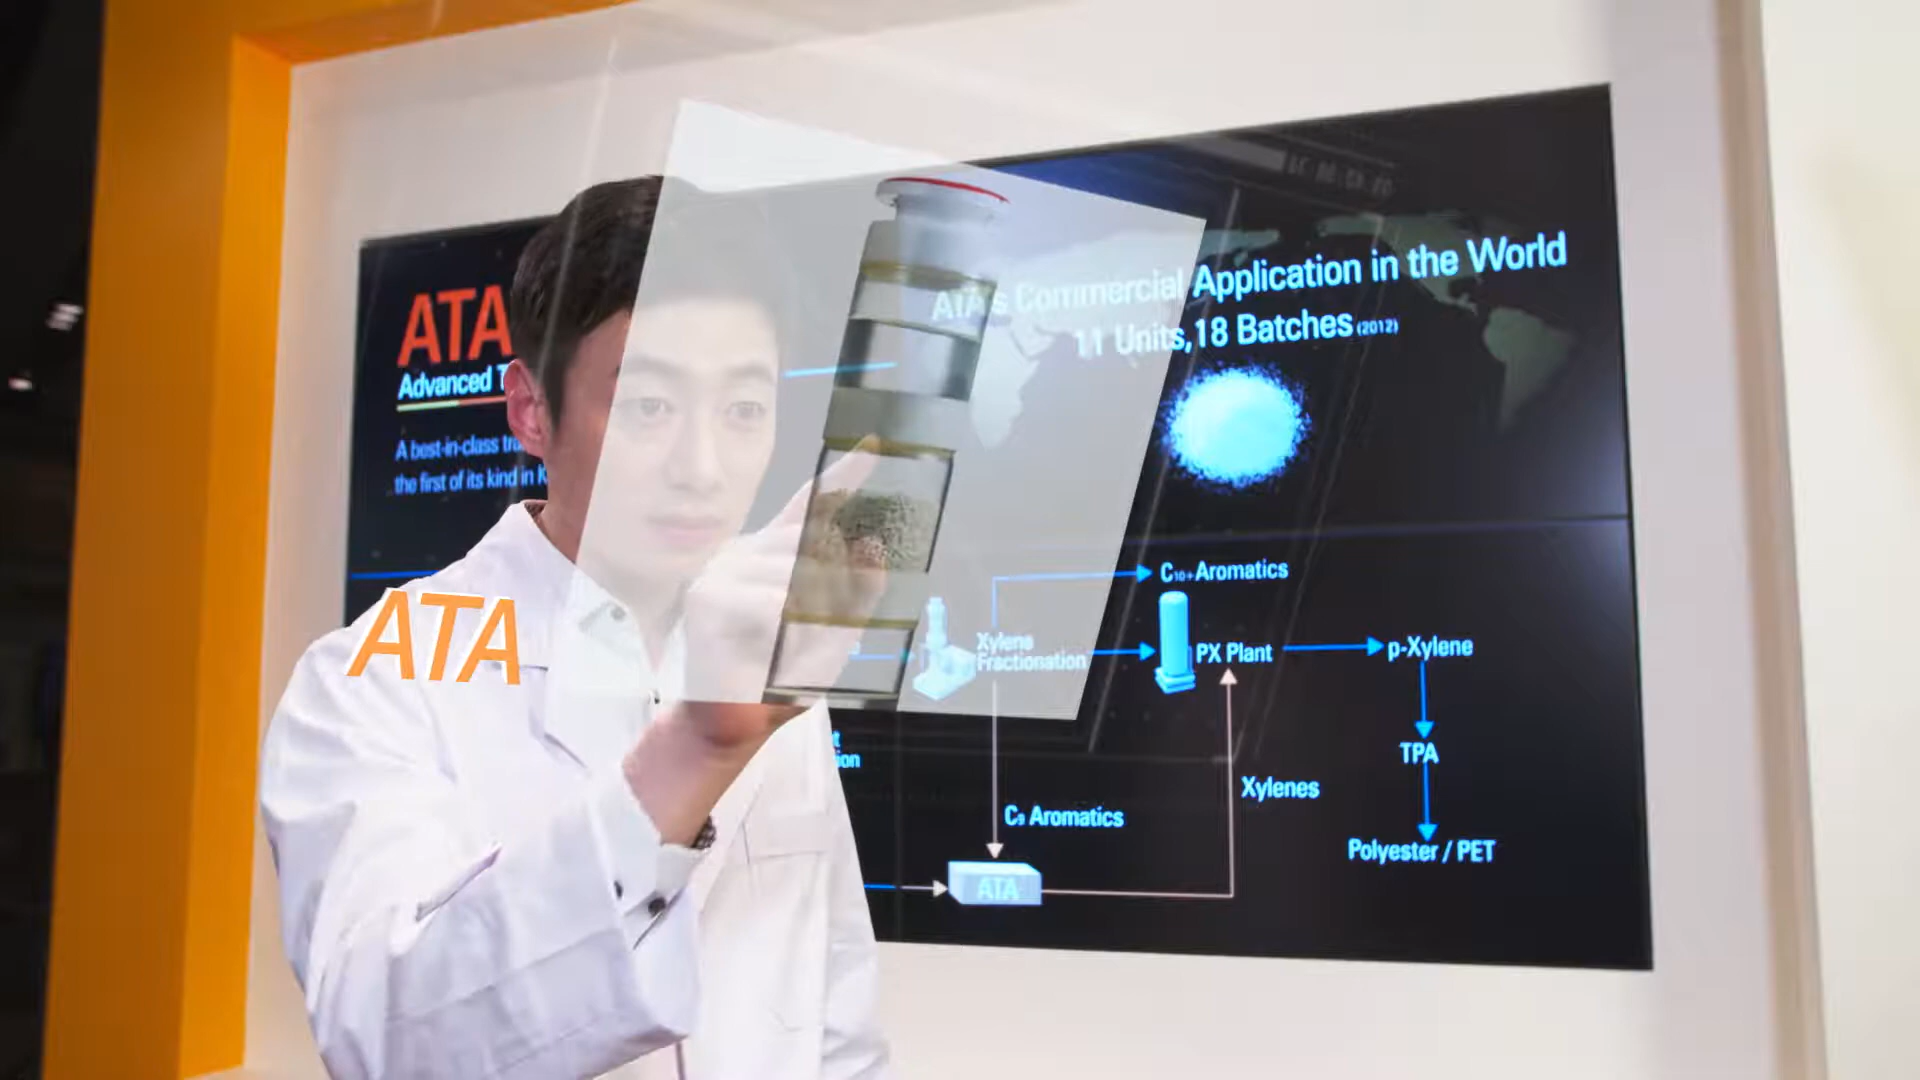 ATA
Advanced
A best-in-class
the first of its kind in
ATA's Commercial Application in the World
11 Units,18 Batches (2012)
C10+ Aromatics
Xylene
Fractionation
PX Plant
p-Xylene
TPA
Xylenes
C9 Aromatics
Polyester / PET
ATA
ATA